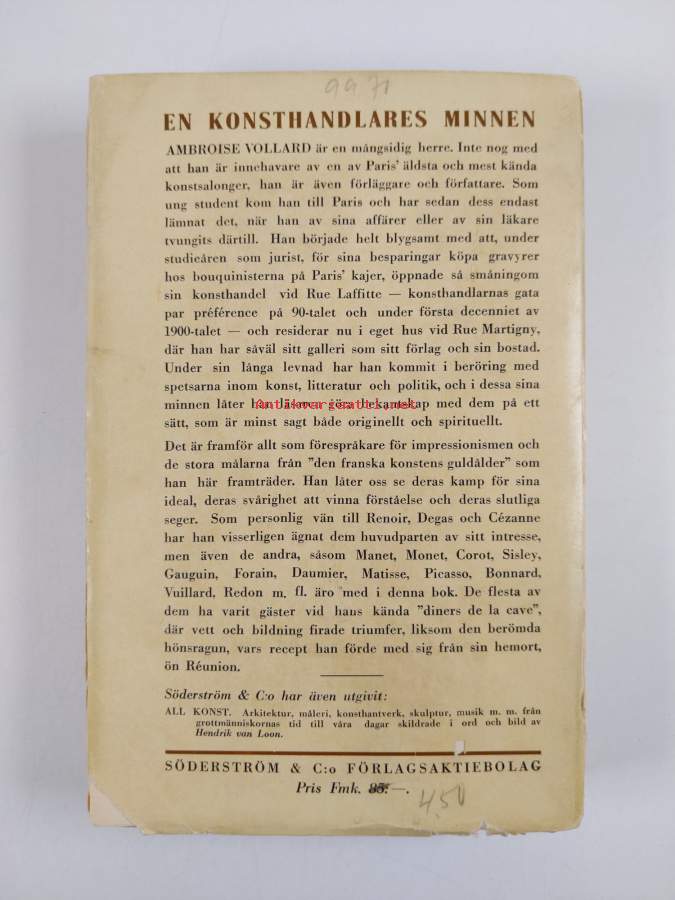 99 71
EN KONSTHANDLARES MINNEN
AMBROISE VOLLARD är en mångsidig herre. Inte nog med
att han är innehavare av en av Paris' äldsta och mest kända
konstsalonger, han är även förläggare och författare. Som
ung student kom han till Paris och har sedan dess endast
lämnat det, när han av sina affärer eller av sin läkare
tvungits därtill. Han började helt blygsamt med att, under
studieåren som jurist, för sina besparingar köpa gravyrer
hos bouquinisterna på Paris' kajer, öppnade så småningom
sin konsthandel vid Rue Laffitte — konsthandlarnas gata
par préférence på 90-talet och under första decenniet av
1900-talet — och residerar nu i eget hus vid Rue Martigny,
där han har såväl sitt galleri som sitt förlag och sin bostad.
Under sin långa levnad har han kommit i beröring med
spetsarna inom konst, litteratur och politik, och i dessa sina
minnen låter han läsaren göra bekantskap med dem på ett
sätt, som är minst sagt både originellt och spirituellt.
Det är framför allt som förespråkare för impressionismen och
de stora målarna från "den franska konstens guldålder" som
han här framträder. Han låter oss se deras kamp för sina
ideal, deras svårighet att vinna förståelse och deras slutliga
seger. Som personlig vän till Renoir, Degas och Cézanne
har han visserligen ägnat dem huvudparten av sitt intresse,
men även de andra, såsom Manet, Monet, Corot, Sisley,
Gauguin, Forain, Daumier, Matisse, Picasso, Bonnard,
Vuillard, Redon m. fl. äro med i denna bok. De flesta av
dem ha varit gäster vid hans kända "diners de la cave",
där vett och bildning firade triumfer, liksom den berömda
hönsragun, vars recept han förde med sig från sin hemort,
ön Réunion.
Söderström & C:o har även utgivit:
ALL KONST. Arkitektur, måleri, konsthantverk, skulptur, musik m. m. från
grottmänniskornas tid till våra dagar skildrade i ord och bild av
Hendrik van Loon.
SÖDERSTRÖM & C:o FÖRLAGSAKTIEBOLAG
Pris Fmk. 85:—.
4,50
Antikvariaatti.net